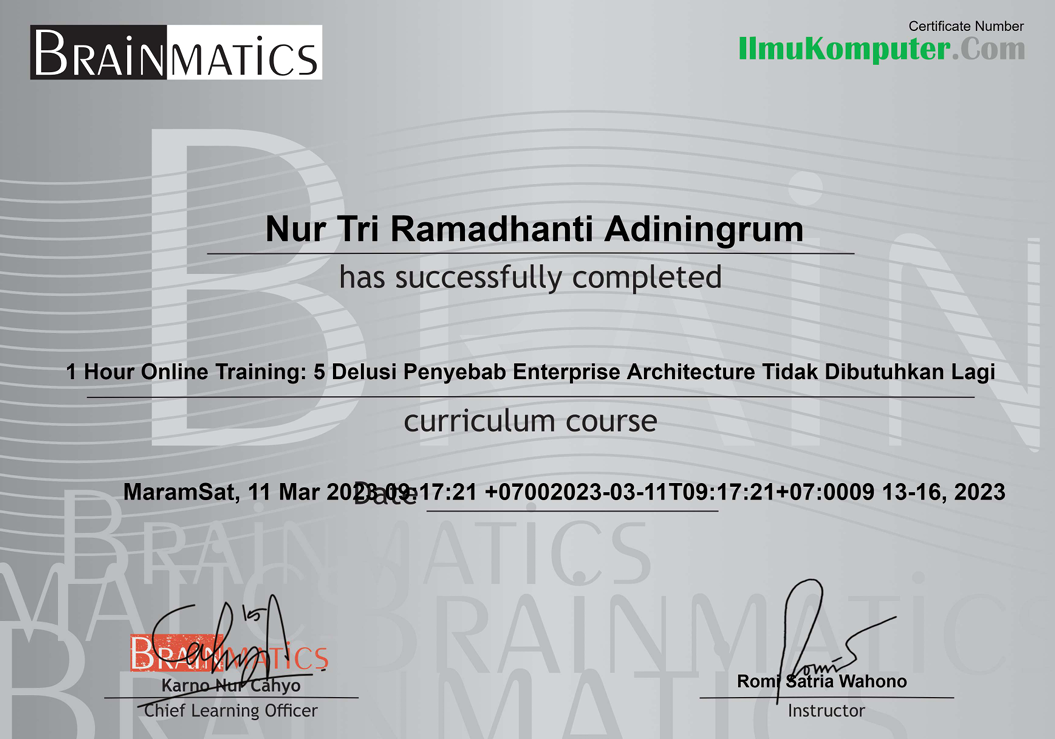 BRAINMATICS
Certificate Number
IlmuKomputer.Com
Nur Tri Ramadhanti Adiningrum
has successfully completed
1 Hour Online Training: 5 Delusi Penyebab Enterprise Architecture Tidak Dibutuhkan Lagi
curriculum course
Date
MaramSat, 11 Mar 2023 09:17:21 +07002023-03-11T09:17:21+07:0009 13-16, 2023
BRAINMATICS
Karno Nur Cahyo
Chief Learning Officer
Romi Satria Wahono
Instructor